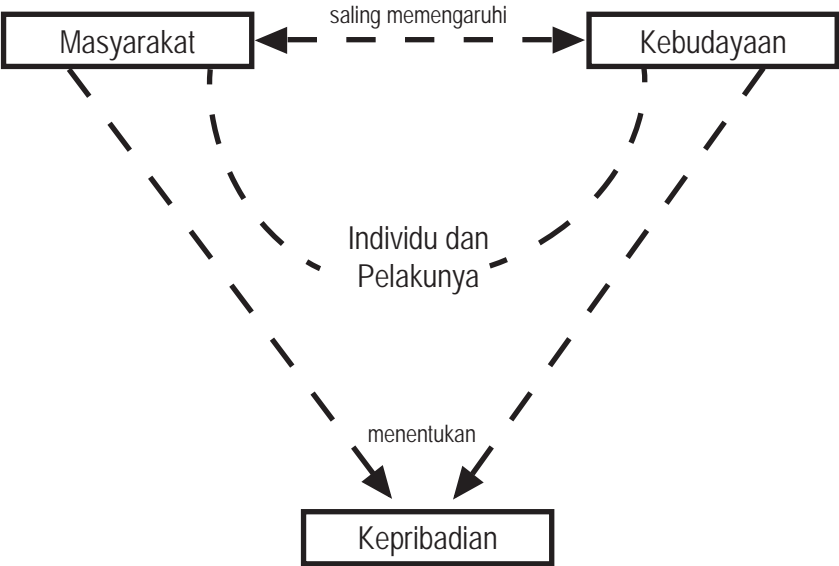 saling memengaruhi
Masyarakat
Kebudayaan
Individu dan
Pelakunya
menentukan
Kepribadian